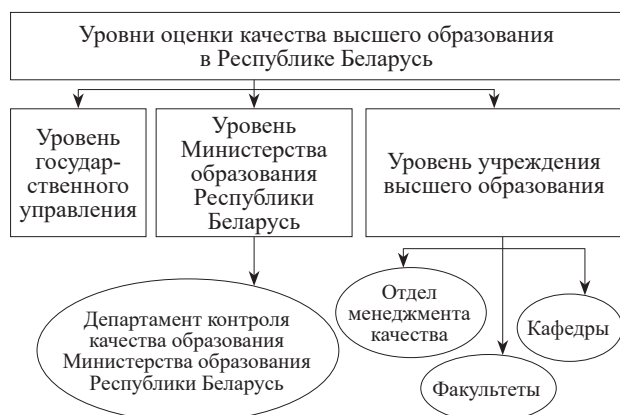 Уровни оценки качества высшего образования
в Республике Беларусь
Уровень
государ-
ственного
управления
Уровень
Министерства
образования
Республики
Беларусь
Уровень учреждения
высшего образования
Департамент контроля
качества образования
Министерства образования
Республики Беларусь
Отдел
менеджмента
качества
Факультеты
Кафедры